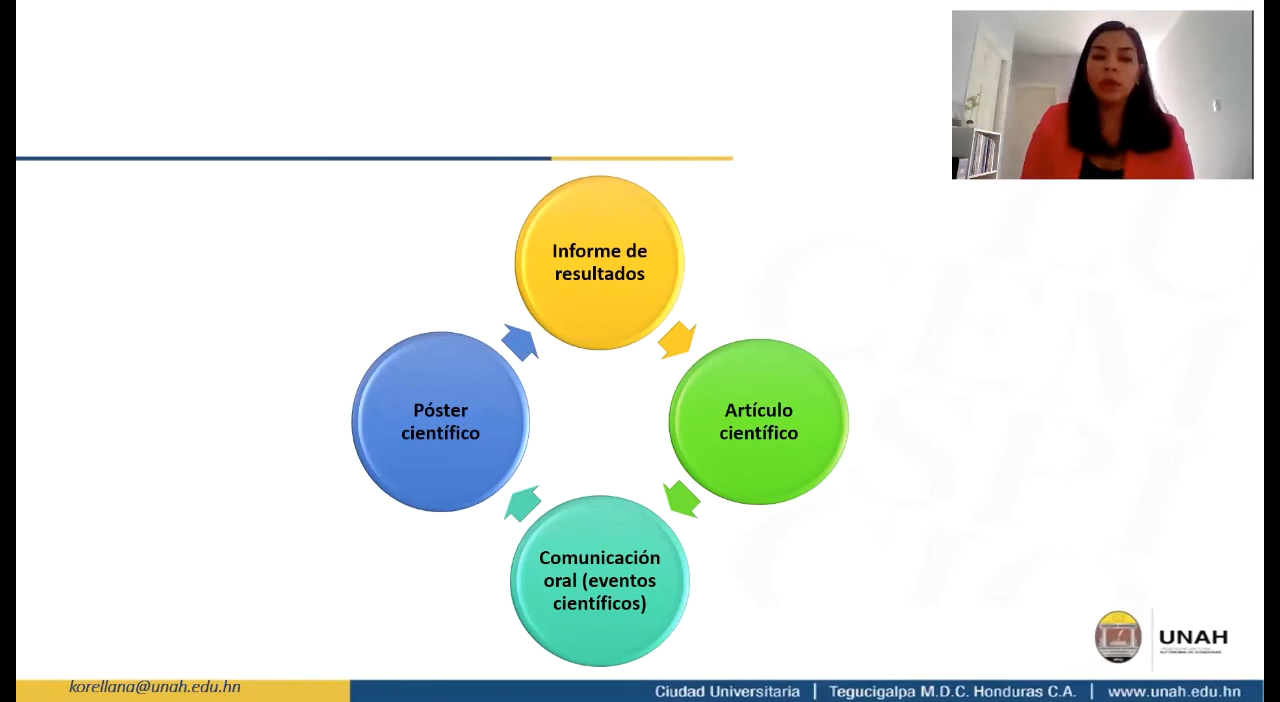 Informe de
resultados
Póster
científico
Artículo
científico
Comunicación
oral (eventos
científicos)
UNAH
korellana@unah.edu.hn
Ciudad Universitaria | Tegucigalpa M.D.C. Honduras C.A. | www.unah.edu.hn